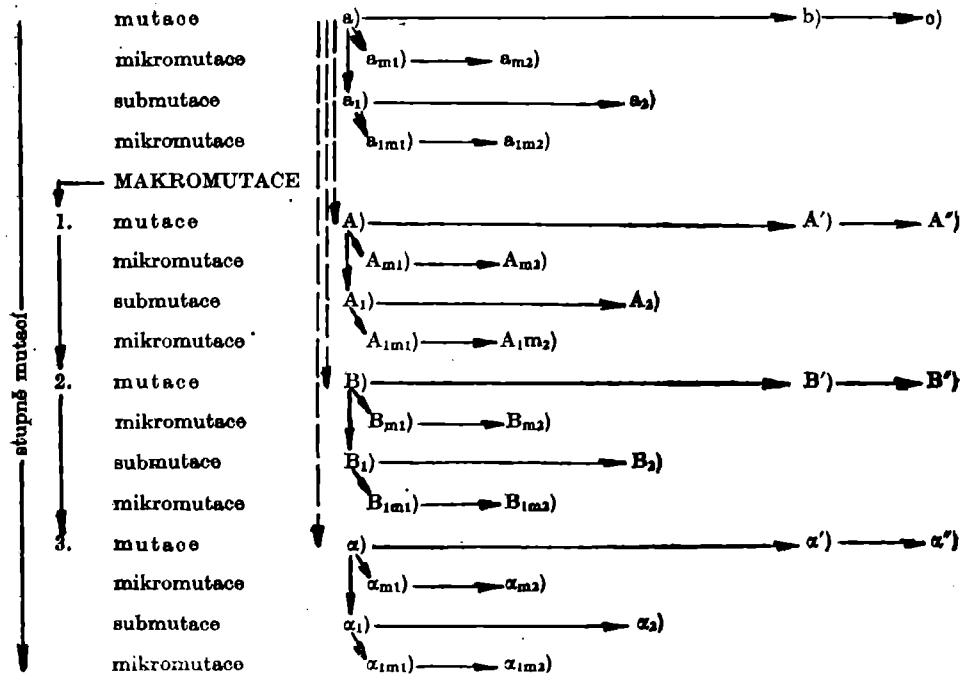 mutace a) b) c)
mikromutace a_m1) a_m2)
submutace a_1) a_2)
mikromutace a_1m1) a_1m2)
MAKROMUTACE
1. mutace A) A′) A″)
mikromutace A_m1) A_m2)
submutace A_1) A_2)
mikromutace A_1m1) A_1m_2)
2. mutace B) B′) B″)
mikromutace B_m1) B_m2)
submutace B_1) B_2)
mikromutace B_1m1) B_1m2)
3. mutace α) α′) α″)
mikromutace α_m1) α_m2)
submutace α_1) α_2)
mikromutace α_1m1) α_1m2)
stupně mutací